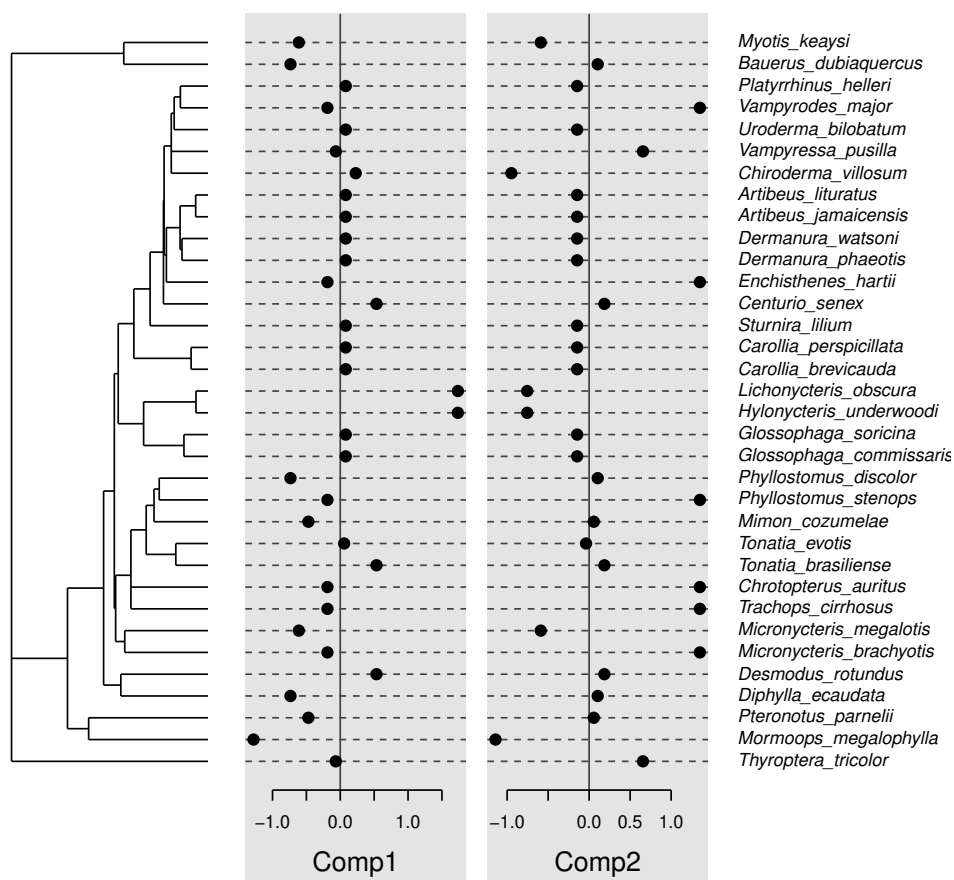 Myotis_keaysi
Bauerus_dubiaquercus
Platyrrhinus_helleri
Vampyrodes_major
Uroderma_bilobatum
Vampyressa_pusilla
Chiroderma_villosum
Artibeus_lituratus
Artibeus_jamaicensis
Dermanura_watsoni
Dermanura_phaeotis
Enchisthenes_hartii
Centurio_senex
Sturnira_lilium
Carollia_perspicillata
Carollia_brevicauda
Lichonycteris_obscura
Hylonycteris_underwoodi
Glossophaga_soricina
Glossophaga_commissaris
Phyllostomus_discolor
Phyllostomus_stenops
Mimon_cozumelae
Tonatia_evotis
Tonatia_brasiliense
Chrotopterus_auritus
Trachops_cirrhosus
Micronycteris_megalotis
Micronycteris_brachyotis
Desmodus_rotundus
Diphylla_ecaudata
Pteronotus_parnelii
Mormoops_megalophylla
Thyroptera_tricolor
−1.0 0.0 1.0 −1.0 0.0 0.5 1.0
Comp1 Comp2